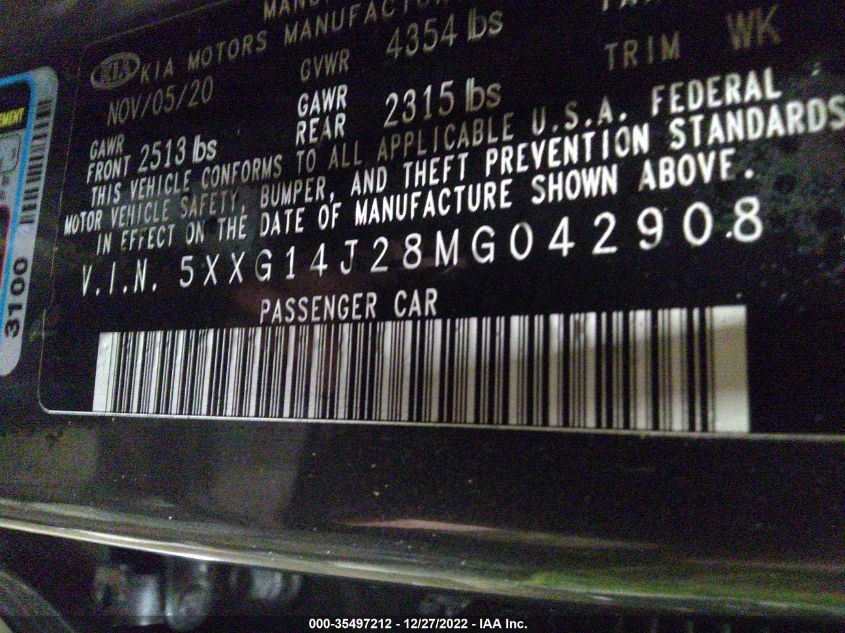 KIA KIA MOTORS MANUFACTUR
NOV/05/20 GVWR 4354 lbs
GAWR FRONT 2513 lbs GAWR REAR 2315 lbs TRIM WK
THIS VEHICLE CONFORMS TO ALL APPLICABLE U.S.A. FEDERAL
MOTOR VEHICLE SAFETY, BUMPER, AND THEFT PREVENTION STANDARDS
IN EFFECT ON THE DATE OF MANUFACTURE SHOWN ABOVE.
V.I.N. 5XXG14J28MG042908
PASSENGER CAR
3100
000-35497212 - 12/27/2022 - IAA Inc.